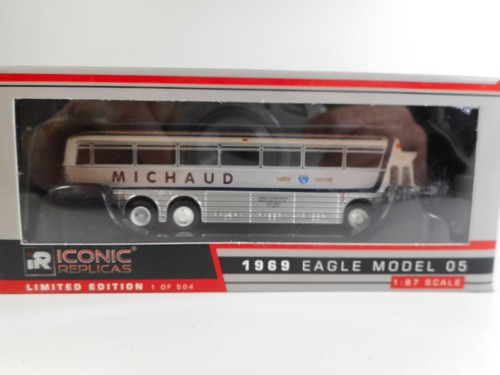 MICHAUD
iR ICONIC
REPLICAS
1969 EAGLE MODEL 05
LIMITED EDITION 1 OF 504
1:87 SCALE